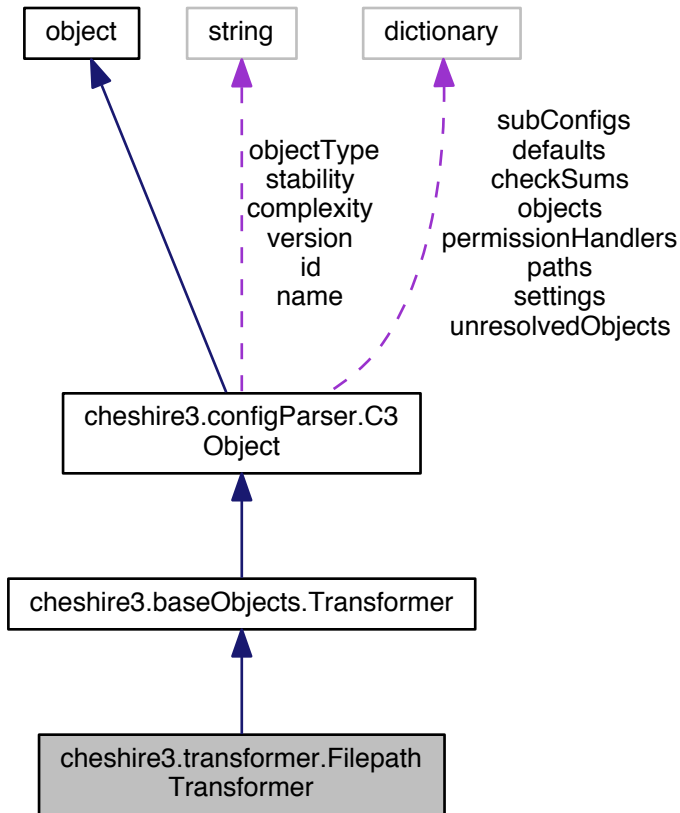 object
string
dictionary
objectType
stability
complexity
version
id
name
subConfigs
defaults
checkSums
objects
permissionHandlers
paths
settings
unresolvedObjects
cheshire3.configParser.C3
Object
cheshire3.baseObjects.Transformer
cheshire3.transformer.Filepath
Transformer